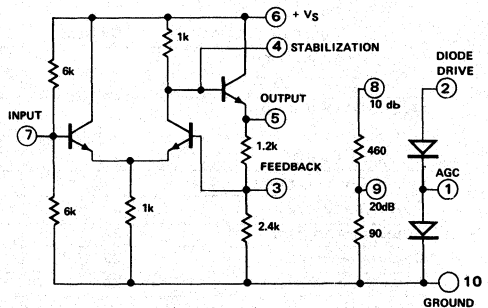 6 + VS
1k
4 STABILIZATION
DIODE
DRIVE
6k
8
10 db
2
INPUT
7
OUTPUT
5
1.2k
460
FEEDBACK
3
AGC
1
9
20dB
6k
1k
2.4k
90
10
GROUND